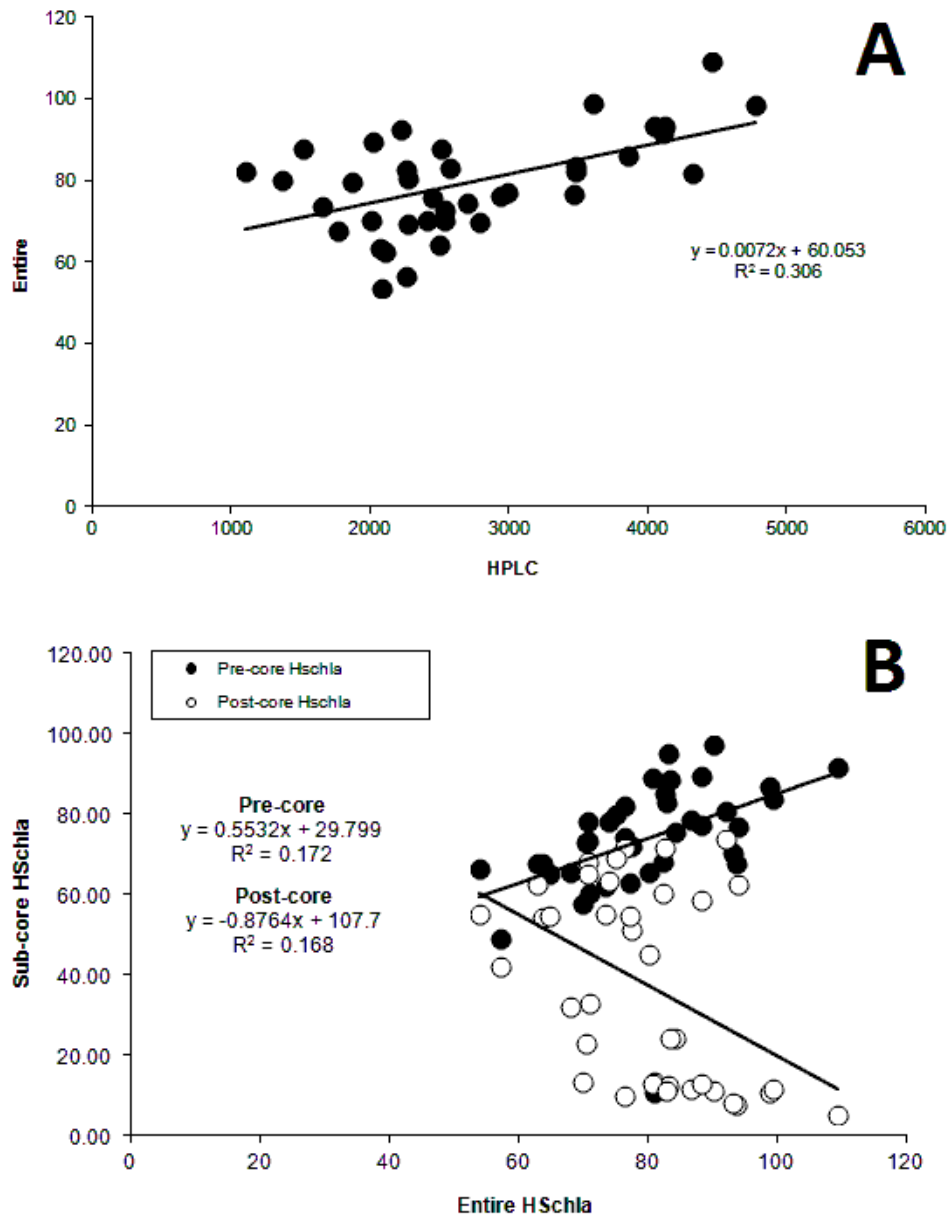 A
120
100
80
60
40
20
0
Entire
y = 0.0072x + 60.053
R² = 0.306
0 1000 2000 3000 4000 5000 6000
HPLC
B
120.00
100.00
80.00
60.00
40.00
20.00
0.00
Sub-core HSchla
Pre-core Hschla
Post-core Hschla
Pre-core
y = 0.5532x + 29.799
R² = 0.172
Post-core
y = -0.8764x + 107.7
R² = 0.168
0 20 40 60 80 100 120
Entire HSchla